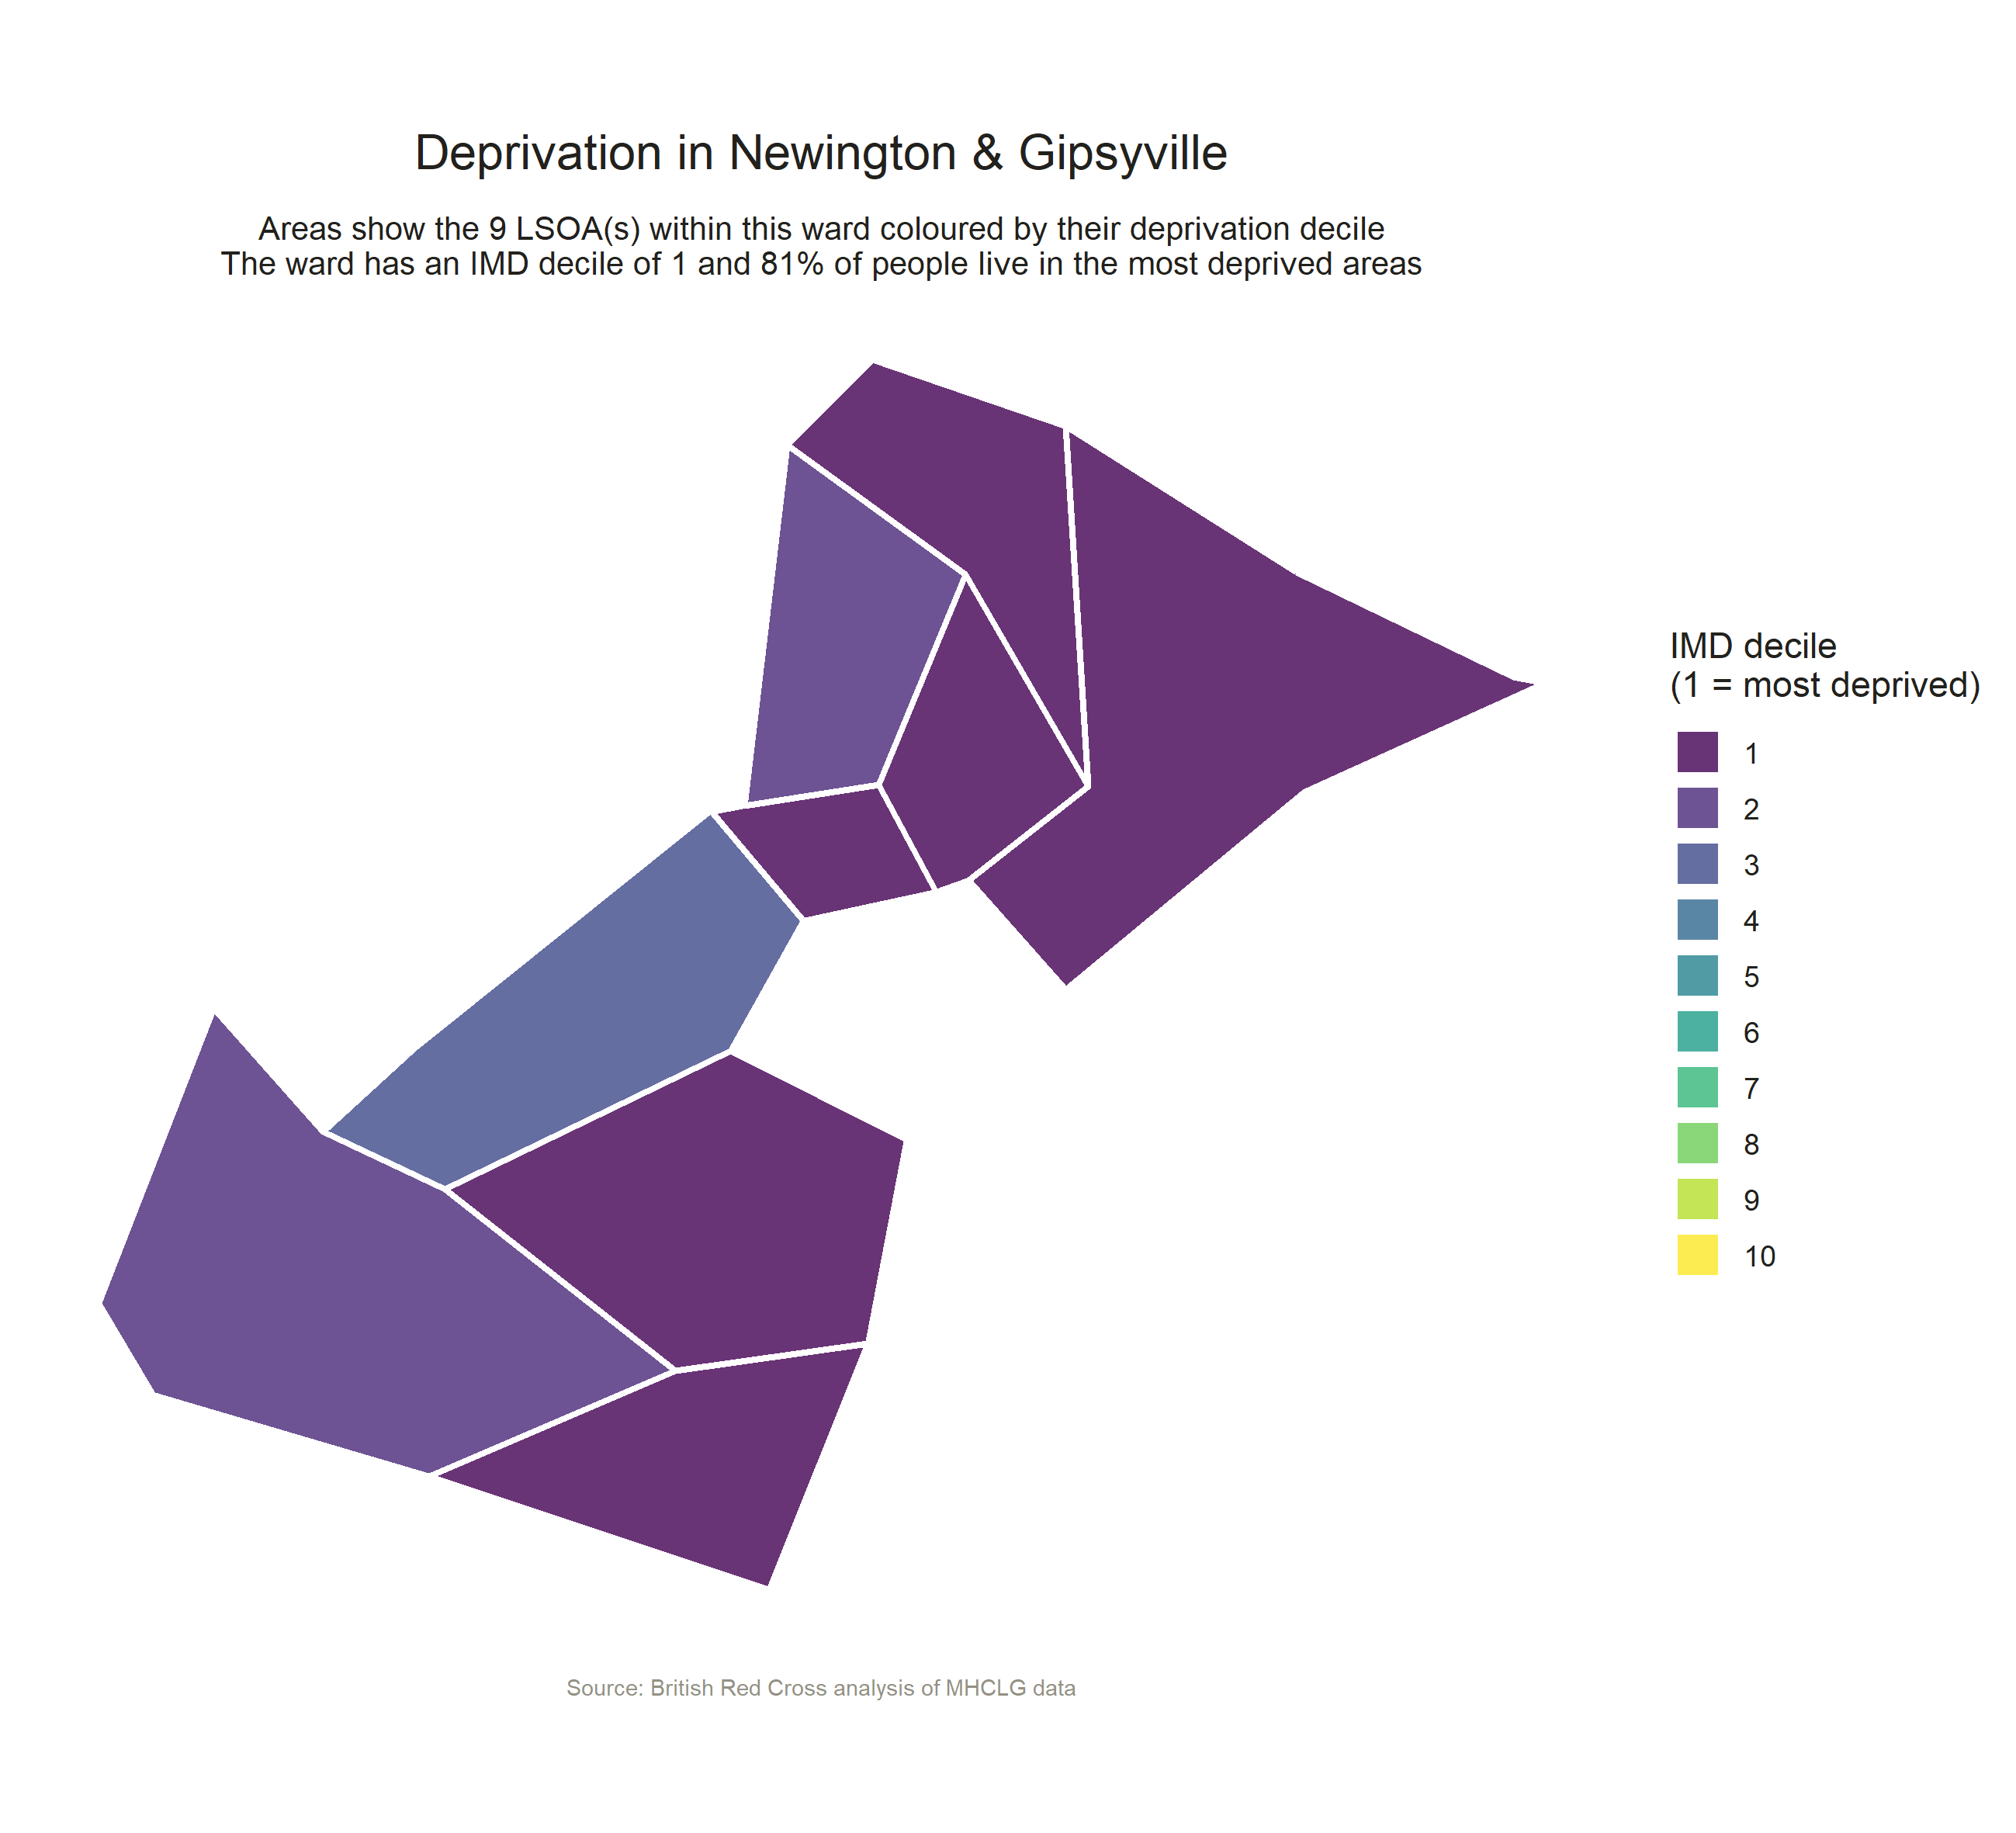 Deprivation in Newington & Gipsyville
Areas show the 9 LSOA(s) within this ward coloured by their deprivation decile
The ward has an IMD decile of 1 and 81% of people live in the most deprived areas
IMD decile
(1 = most deprived)
1
2
3
4
5
6
7
8
9
10
Source: British Red Cross analysis of MHCLG data